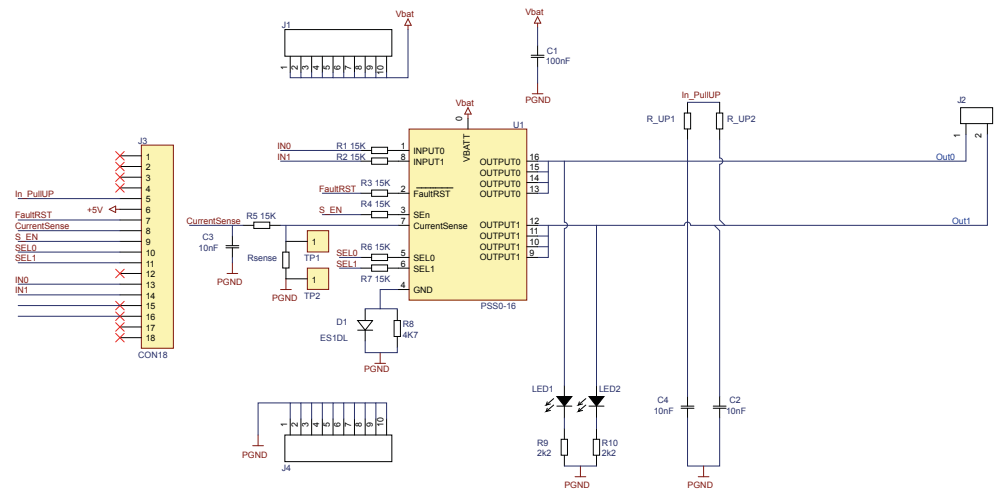 Vbat
J1
1 2 3 4 5 6 7 8 9 10
Vbat
C1
100nF
PGND
In_PullUP
R_UP1
R_UP2
J2
1 2
Out0
Out1
Vbat
0
U1
VBATT
IN0
R1 15K
1
INPUT0
IN1
R2 15K
8
INPUT1
FaultRST
R3 15K
2
FaultRST
S_EN
R4 15K
3
SEn
CurrentSense
R5 15K
7
CurrentSense
SEL0
R6 15K
5
SEL0
SEL1
R7 15K
6
SEL1
4
GND
OUTPUT0 16
OUTPUT0 15
OUTPUT0 14
OUTPUT0 13
OUTPUT1 12
OUTPUT1 11
OUTPUT1 10
OUTPUT1 9
PSS0-16
C3
10nF
PGND
Rsense
PGND
1
TP1
1
TP2
D1
ES1DL
R8
4K7
PGND
J3
1
2
3
4
In_PullUP 5
+5V 6
FaultRST 7
CurrentSense 8
S_EN 9
SEL0 10
SEL1 11
12
IN0 13
IN1 14
15
16
17
18
CON18
LED1
LED2
R9
2k2
R10
2k2
PGND
C4
10nF
C2
10nF
PGND
1 2 3 4 5 6 7 8 9 10
PGND
J4